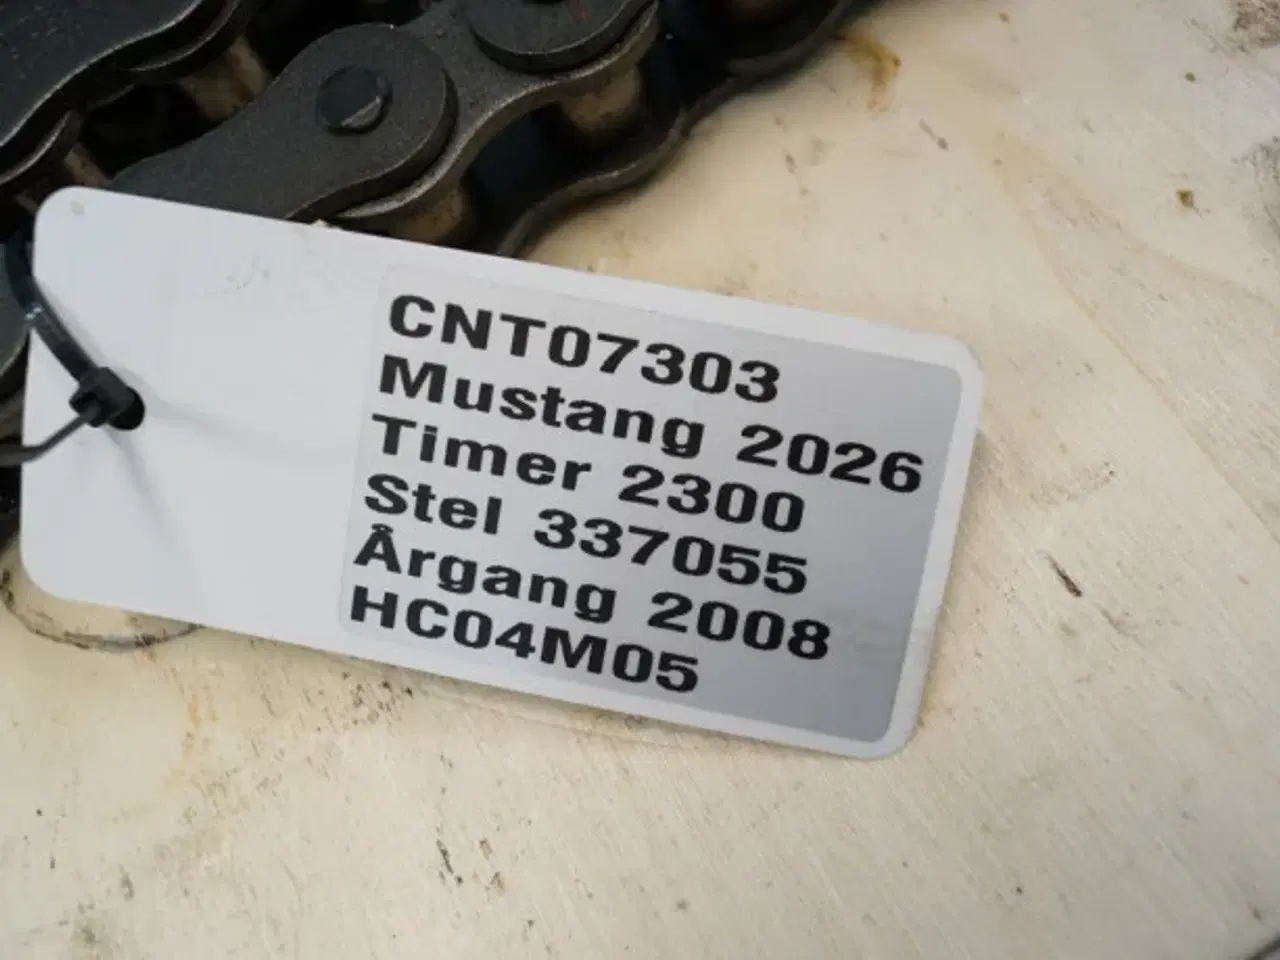 CNT07303
Mustang 2026
Timer 2300
Stel 337055
Årgang 2008
HC04M05